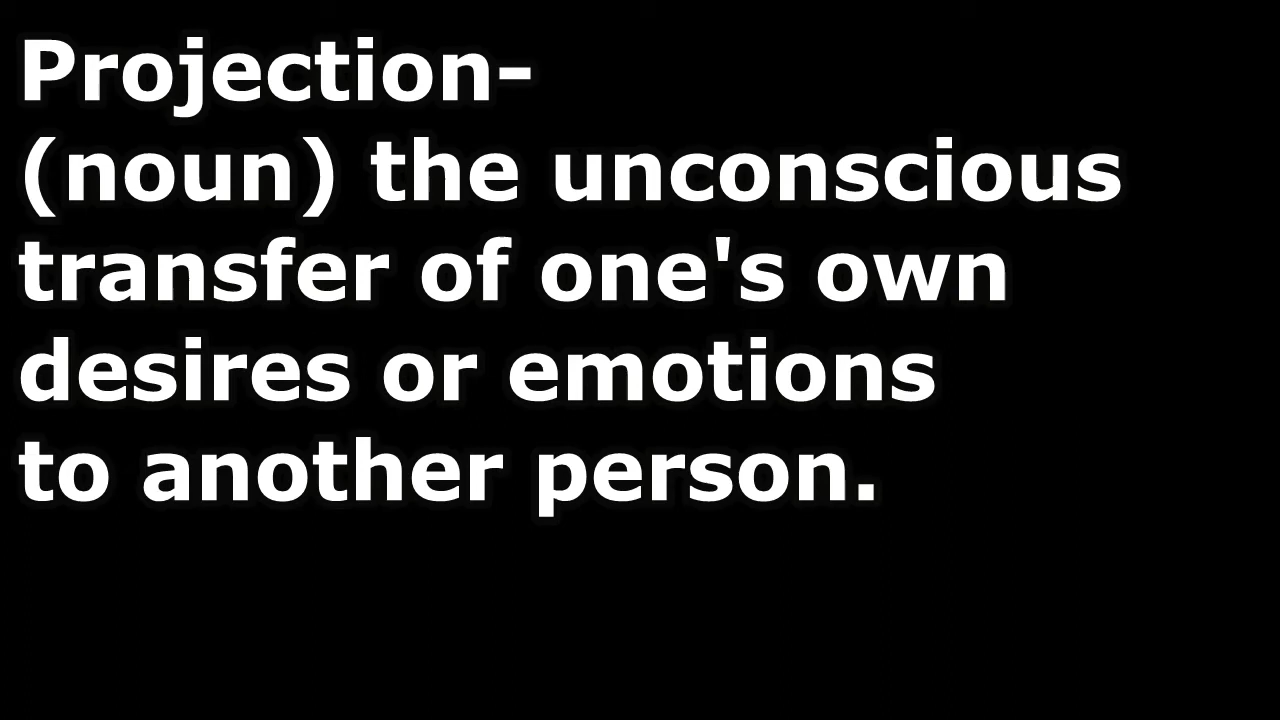 Projection-
(noun) the unconscious
transfer of one's own
desires or emotions
to another person.